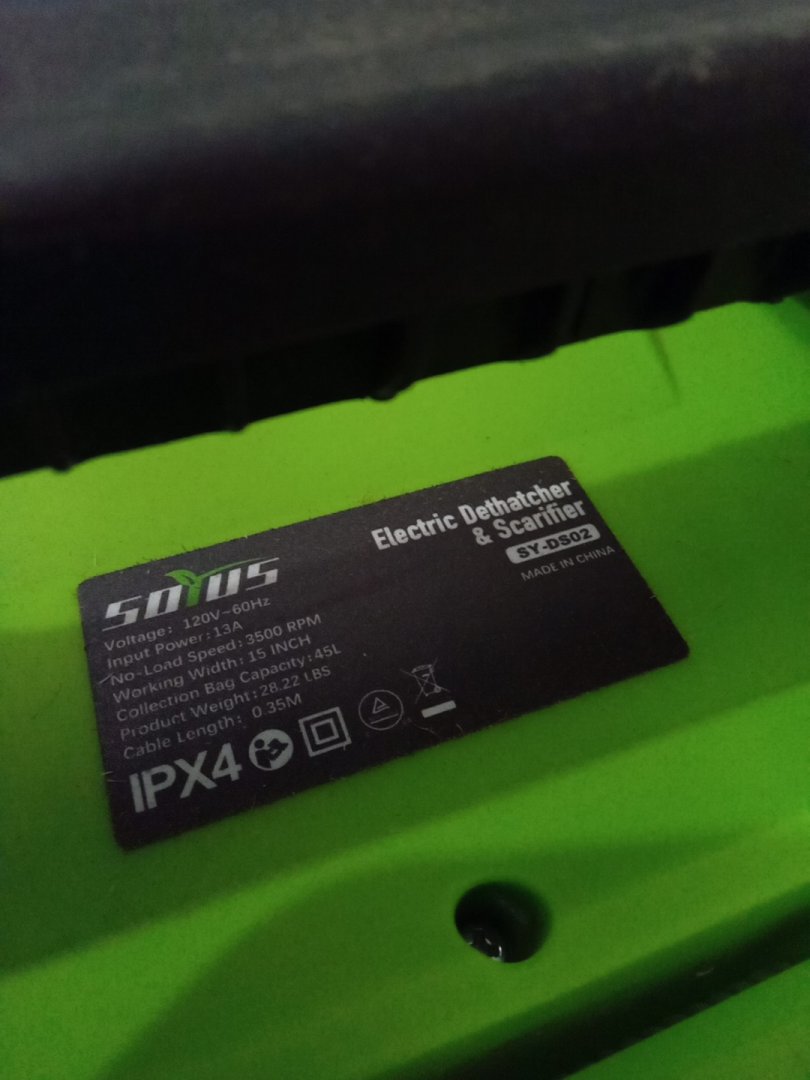 SOYUS
Electric Dethatcher
& Scarifier
SY-DS02
MADE IN CHINA
Voltage: 120V~60Hz
Input Power: 13A
No-Load Speed: 3500 RPM
Working Width: 15 INCH
Collection Bag Capacity: 45L
Product Weight: 28.22 LBS
Cable Length: 0.35M
IPX4